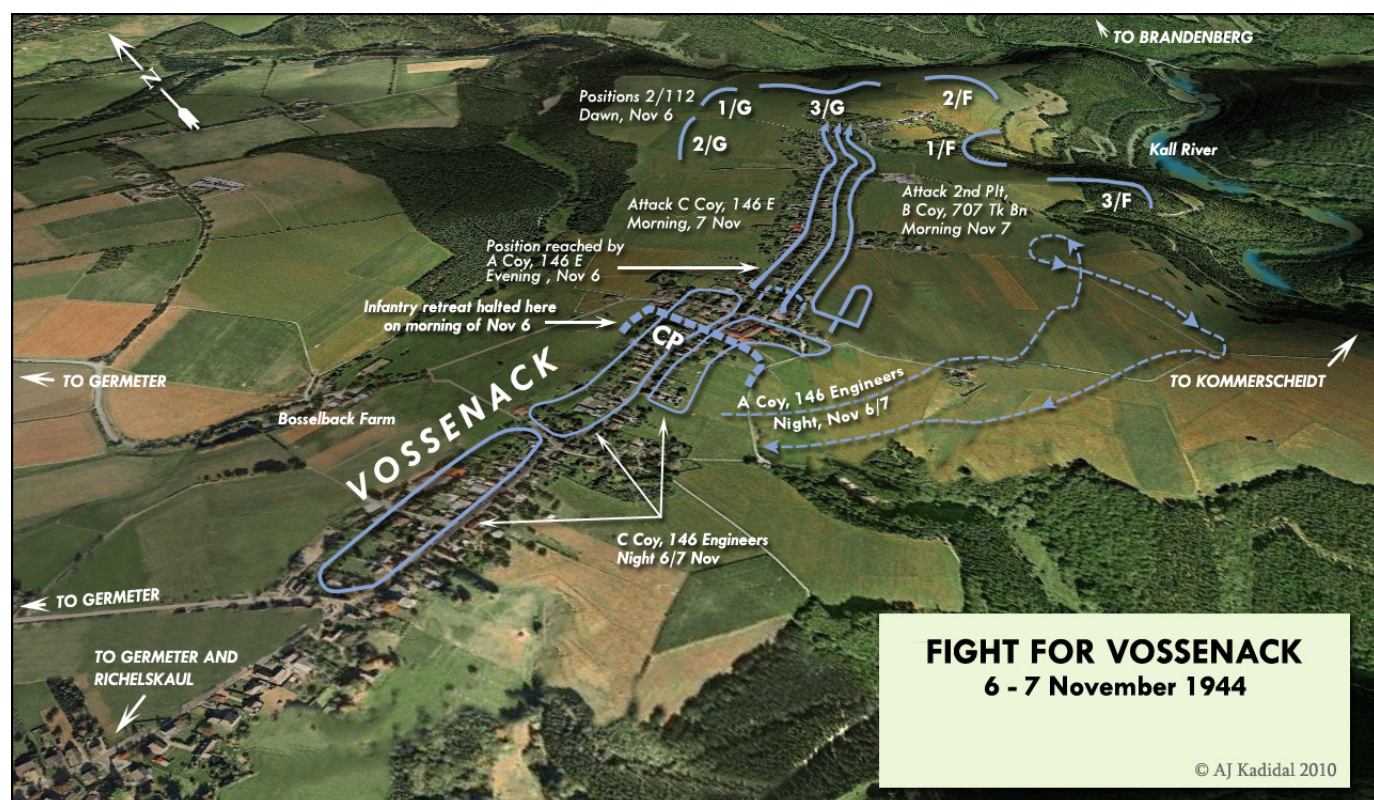 TO BRANDENBERG
N
Positions 2/112
Dawn, Nov 6
1/G
3/G
2/F
2/G
1/F
Kall River
3/F
Attack C Coy, 146 E
Morning, 7 Nov
Attack 2nd Plt,
B Coy, 707 Tk Bn
Morning Nov 7
Position reached by
A Coy, 146 E
Evening , Nov 6
Infantry retreat halted here
on morning of Nov 6
CP
TO GERMETER
TO KOMMERSCHEIDT
VOSSENACK
A Coy, 146 Engineers
Night, Nov 6/7
Bosselback Farm
C Coy, 146 Engineers
Night 6/7 Nov
TO GERMETER
TO GERMETER AND
RICHELSKAUL
FIGHT FOR VOSSENACK
6 - 7 November 1944
© AJ Kadidal 2010